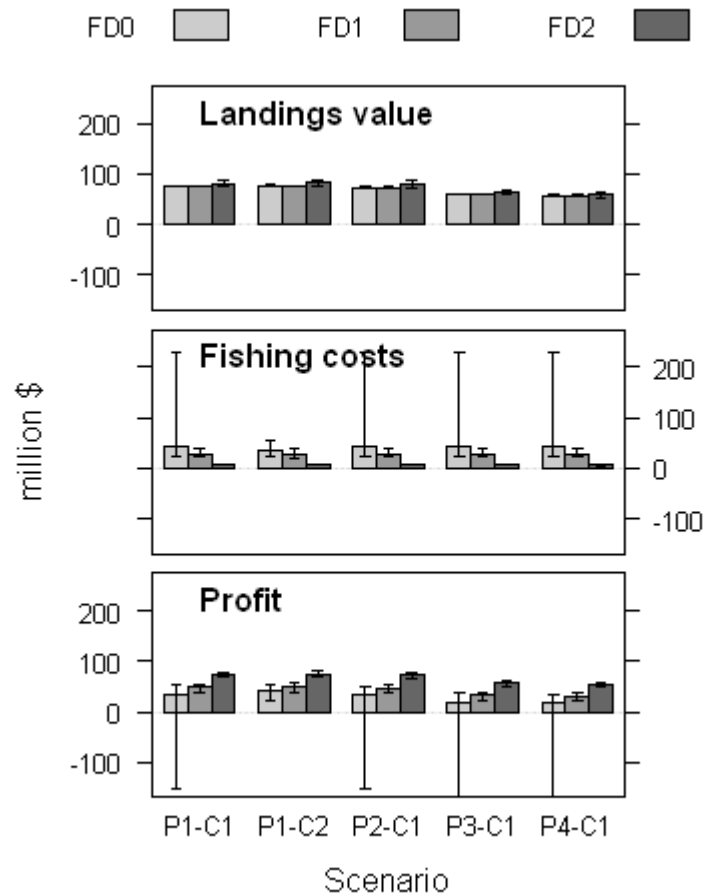 FD0 FD1 FD2
Landings value
200
100
0
-100
Fishing costs
200
100
0
-100
million $
Profit
200
100
0
-100
P1-C1 P1-C2 P2-C1 P3-C1 P4-C1
Scenario